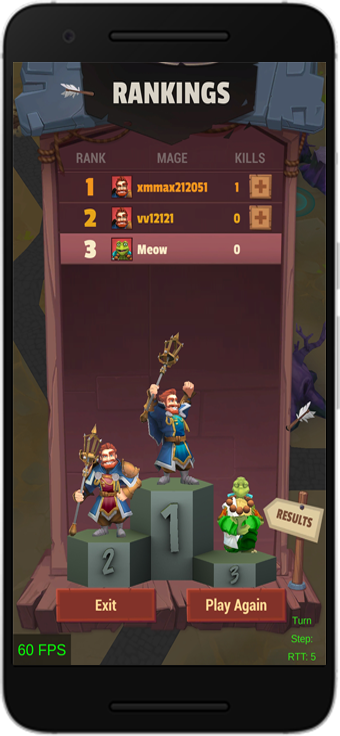 RANKINGS
RANK MAGE KILLS
1 xmmax212051 1
2 vv12121 0
3 Meow 0
1
2
3
RESULTS
Exit Play Again
Turn
Step:
60 FPS
RTT: 5